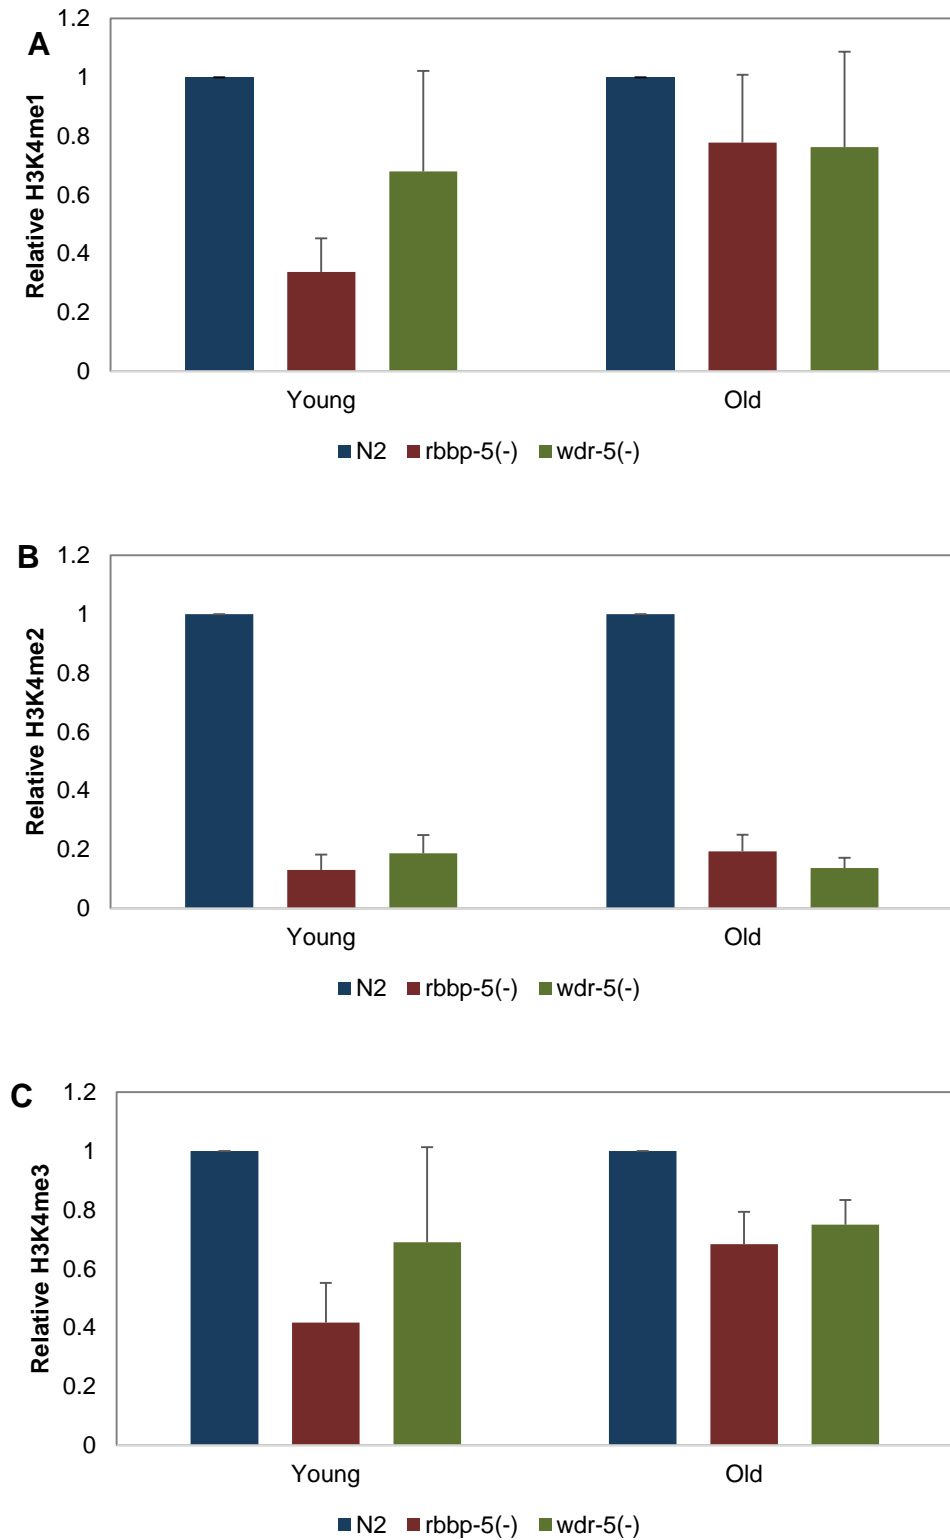 A
Relative H3K4me1
1.2
1
0.8
0.6
0.4
0.2
0
Young Old
N2 rbbp-5(-) wdr-5(-)
B
Relative H3K4me2
1.2
1
0.8
0.6
0.4
0.2
0
Young Old
N2 rbbp-5(-) wdr-5(-)
C
Relative H3K4me3
1.2
1
0.8
0.6
0.4
0.2
0
Young Old
N2 rbbp-5(-) wdr-5(-)